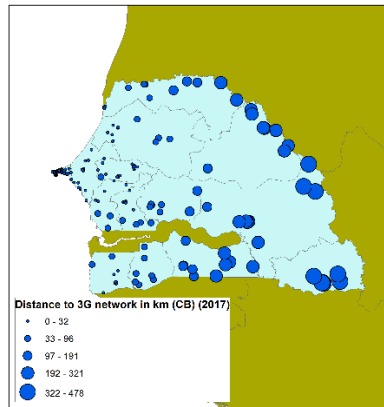 Distance to 3G network in km (CB) (2017)
0 - 32
33 - 96
97 - 191
192 - 321
322 - 478